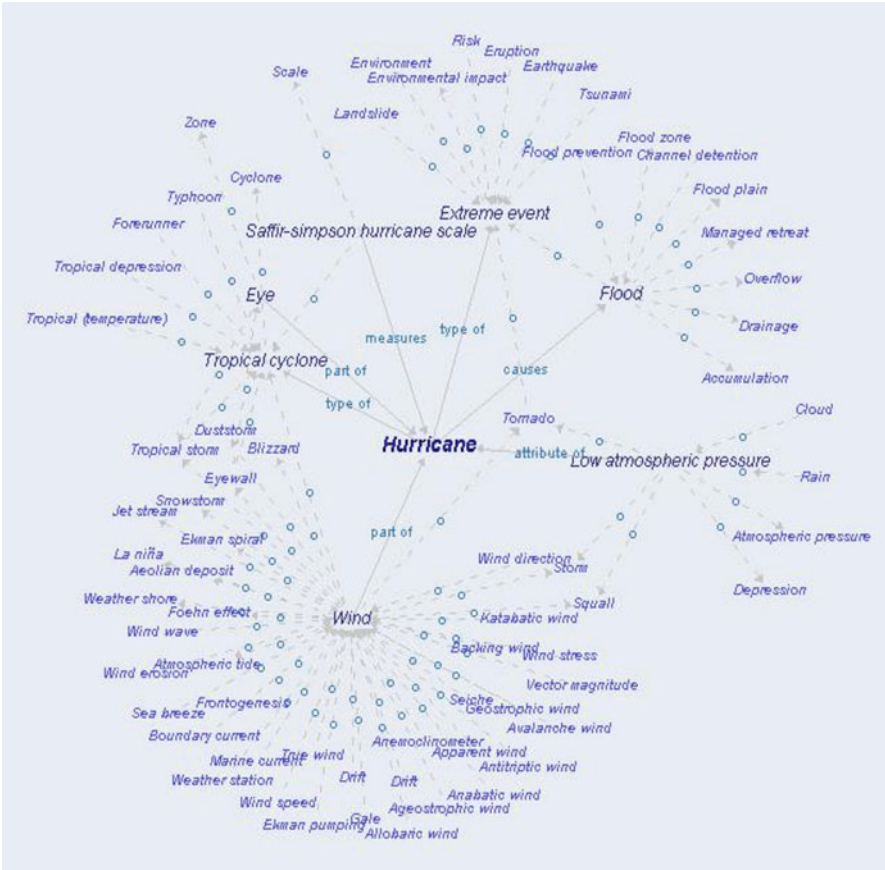 Risk
Eruption
Environment
Earthquake
Scale
Environmental impact
Tsunami
Landslide
Zone
Flood zone
Flood prevention
Channel detention
Cyclone
Flood plain
Typhoon
Extreme event
Forerunner
Saffir-simpson hurricane scale
Managed retreat
Tropical depression
Overflow
Eye
Flood
Tropical (temperature)
Drainage
type of
measures
Tropical cyclone
part of
causes
Accumulation
type of
Cloud
Tornado
Duststorm
Hurricane
Tropical storm
Blizzard
attribute of
Low atmospheric pressure
Eyewall
Rain
Snowstorm
Jet stream
part of
Atmospheric pressure
Ekman spiral
La niña
Wind direction
Storm
Aeolian deposit
Depression
Weather shore
Squall
Foehn effect
Wind
Katabatic wind
Wind wave
Backing wind
Wind stress
Atmospheric tide
Wind erosion
Vector magnitude
Frontogenesis
Seiche
Geostrophic wind
Sea breeze
Avalanche wind
Boundary current
Anemoclinometer
True wind
Apparent wind
Marine current
Antitriptic wind
Weather station
Drift
Drift
Anabatic wind
Wind speed
Ageostrophic wind
Gale
Ekman pumping
Allobaric wind